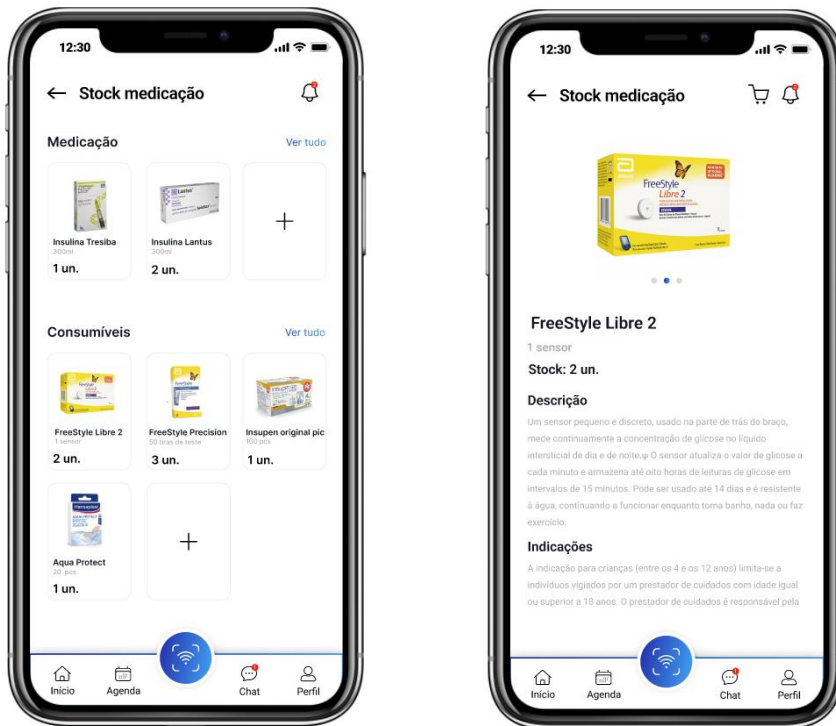 12:30
← Stock medicação
Medicação Ver tudo
Lantus
Insulina Tresiba
300ml
1 un.
Insulina Lantus
300ml
2 un.
+
Consumíveis Ver tudo
FreeStyle Libre 2
1 sensor
2 un.
FreeStyle Precision
50 tiras de teste
3 un.
Insupen original pic
100 pcs
1 un.
Hansaplast
AQUA PROTECT
Aqua Protect
20 pcs
1 un.
+
Início Agenda Chat Perfil
12:30
← Stock medicação
FreeStyle
Libre 2
FreeStyle Libre 2
1 sensor
Stock: 2 un.
Descrição
Um sensor pequeno e discreto, usado na parte de trás do braço,
mede continuamente a concentração de glicose no líquido
intersticial de dia e de noite.φ O sensor atualiza o valor de glicose a
cada minuto e armazena até oito horas de leituras de glicose em
intervalos de 15 minutos. Pode ser usado até 14 dias e é resistente
à água, continuando a funcionar enquanto toma banho, nada ou faz
exercício.
Indicações
A indicação para crianças (entre os 4 e os 12 anos) limita-se a
indivíduos vigiados por um prestador de cuidados com idade igual
ou superior a 18 anos. O prestador de cuidados é responsável pela
Início Agenda Chat Perfil